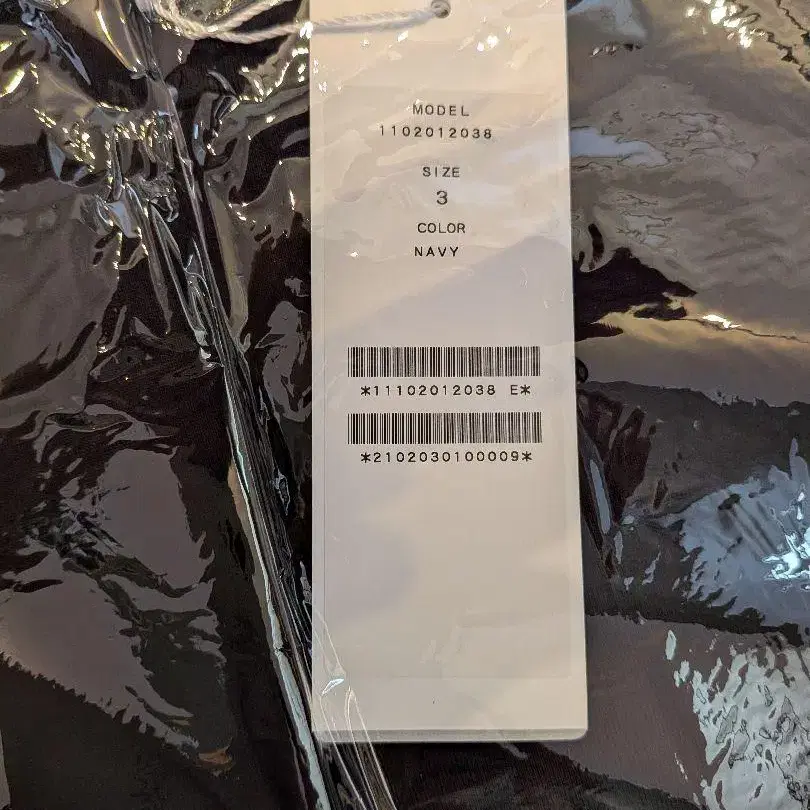 MODEL
1102012038
SIZE
3
COLOR
NAVY
*11102012038 E*
*2102030100009*